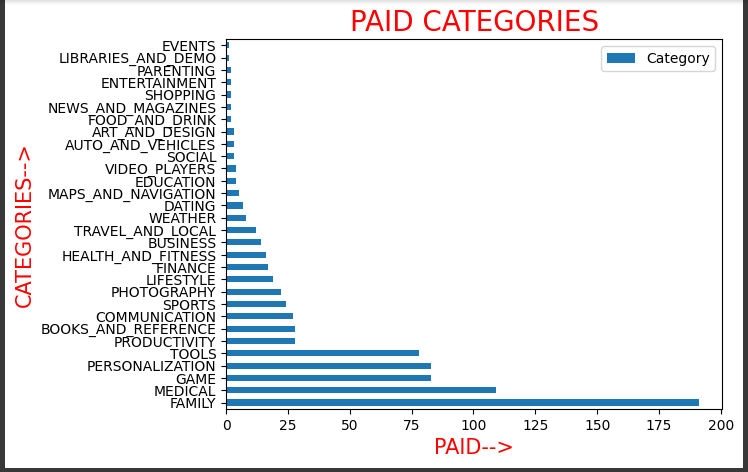 PAID CATEGORIES
Category
CATEGORIES-->
EVENTS
LIBRARIES_AND_DEMO
PARENTING
ENTERTAINMENT
SHOPPING
NEWS_AND_MAGAZINES
FOOD_AND_DRINK
ART_AND_DESIGN
AUTO_AND_VEHICLES
SOCIAL
VIDEO_PLAYERS
EDUCATION
MAPS_AND_NAVIGATION
DATING
WEATHER
TRAVEL_AND_LOCAL
BUSINESS
HEALTH_AND_FITNESS
FINANCE
LIFESTYLE
PHOTOGRAPHY
SPORTS
COMMUNICATION
BOOKS_AND_REFERENCE
PRODUCTIVITY
TOOLS
PERSONALIZATION
GAME
MEDICAL
FAMILY
0 25 50 75 100 125 150 175 200
PAID-->